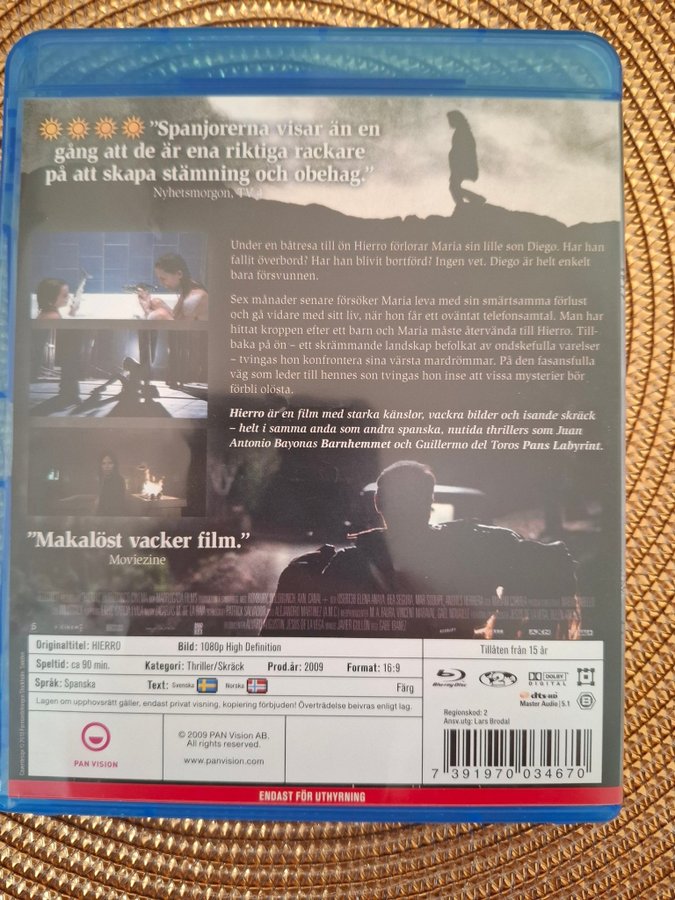 "Spanjorerna visar än en
gång att de är ena riktiga rackare
på att skapa stämning och obehag."
Nyhetsmorgon, TV 4
Under en båtresa till ön Hierro förlorar Maria sin lille son Diego. Har han
fallit överbord? Har han blivit bortförd? Ingen vet. Diego är helt enkelt
bara försvunnen.
Sex månader senare försöker Maria leva med sin smärtsamma förlust
och gå vidare med sitt liv, när hon får ett oväntat telefonsamtal. Man har
hittat kroppen efter ett barn och Maria måste återvända till Hierro. Till-
baka på ön – ett skrämmande landskap befolkat av ondskefulla varelser
– tvingas hon konfrontera sina värsta mardrömmar. På den fasansfulla
väg som leder till hennes son tvingas hon inse att vissa mysterier bör
förbli olösta.
Hierro är en film med starka känslor, vackra bilder och isande skräck
– helt i samma anda som andra spanska, nutida thrillers som Juan
Antonio Bayonas Barnhemmet och Guillermo del Toros Pans Labyrint.
"Makalöst vacker film."
Moviezine
Originaltitel: HIERRO
Bild: 1080p High Definition
Speltid: ca 90 min.
Kategori: Thriller/Skräck
Prod.år: 2009
Format: 16:9
Språk: Spanska
Text: Svenska
Norska
Färg
Lagen om upphovsrätt gäller, endast privat visning, kopiering förbjuden! Överträdelse beivras enligt lag.
Tillåten från 15 år
Blu-ray Disc
DOLBY
DIGITAL
dts-HD
Master Audio | 5.1
B
Regionskod: 2
Ansv.utg: Lars Brodal
PAN VISION
© 2009 PAN Vision AB.
All rights reserved.
www.panvision.com
7 391970 034670
ENDAST FÖR UTHYRNING